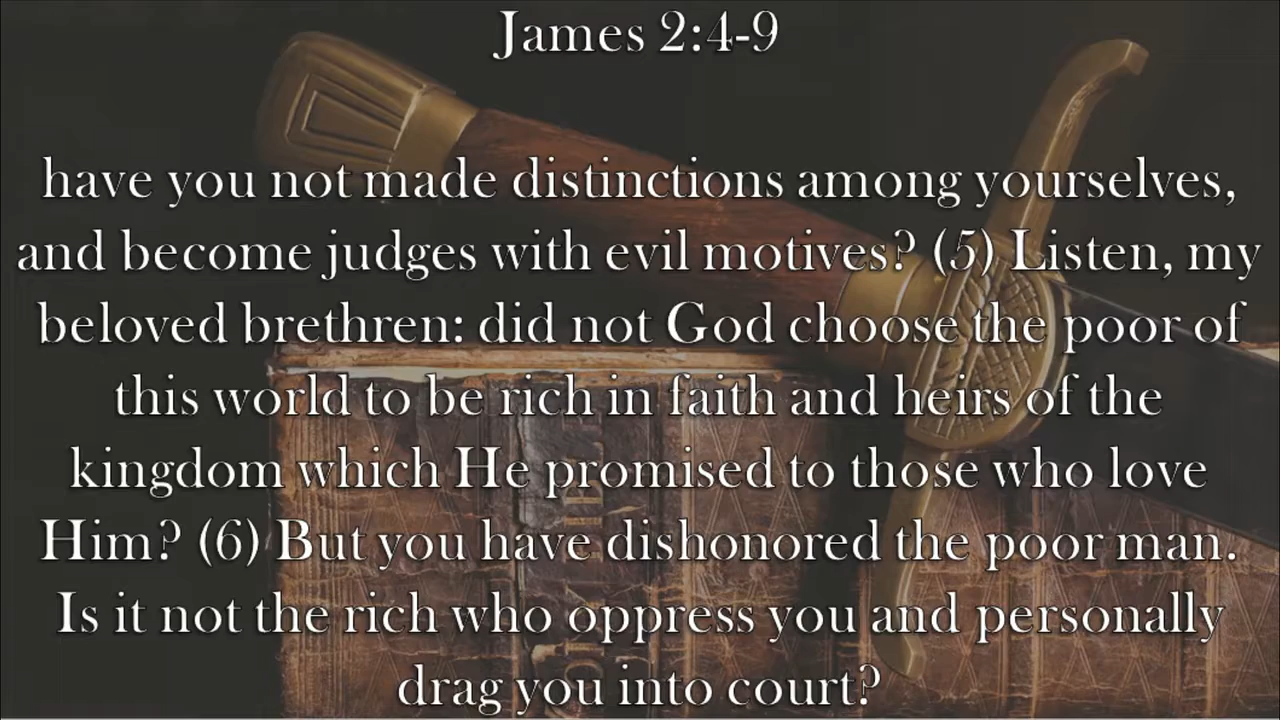 James 2:4-9
have you not made distinctions among yourselves,
and become judges with evil motives? (5) Listen, my
beloved brethren: did not God choose the poor of
this world to be rich in faith and heirs of the
kingdom which He promised to those who love
Him? (6) But you have dishonored the poor man.
Is it not the rich who oppress you and personally
drag you into court?